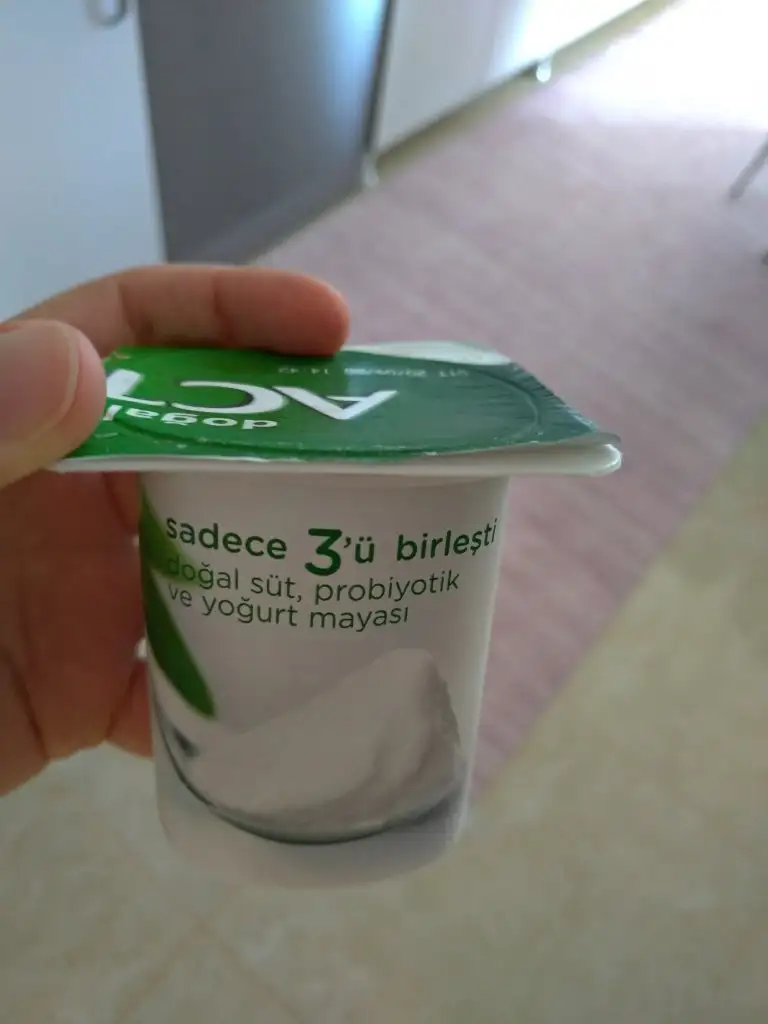 ACT
doğal
sadece 3'ü birleşti
doğal süt, probiyotik
ve yoğurt mayası